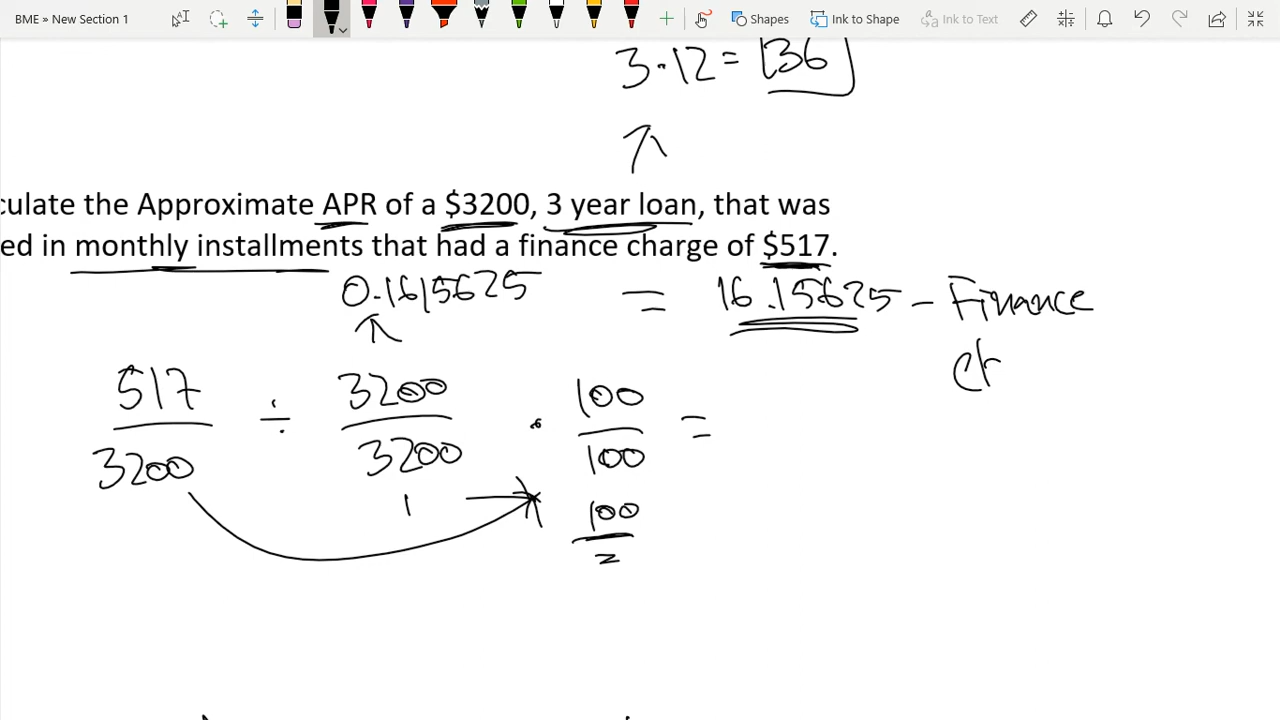 BME » New Section 1
Shapes
Ink to Shape
Ink to Text
3·12 = [36]
culate the Approximate APR of a $3200, 3 year loan, that was
ed in monthly installments that had a finance charge of $517.
0.1615625 = 16.15625 – Finance
Ch
517 ÷ 3200 · 100 =
3200 3200 100
1 100
2